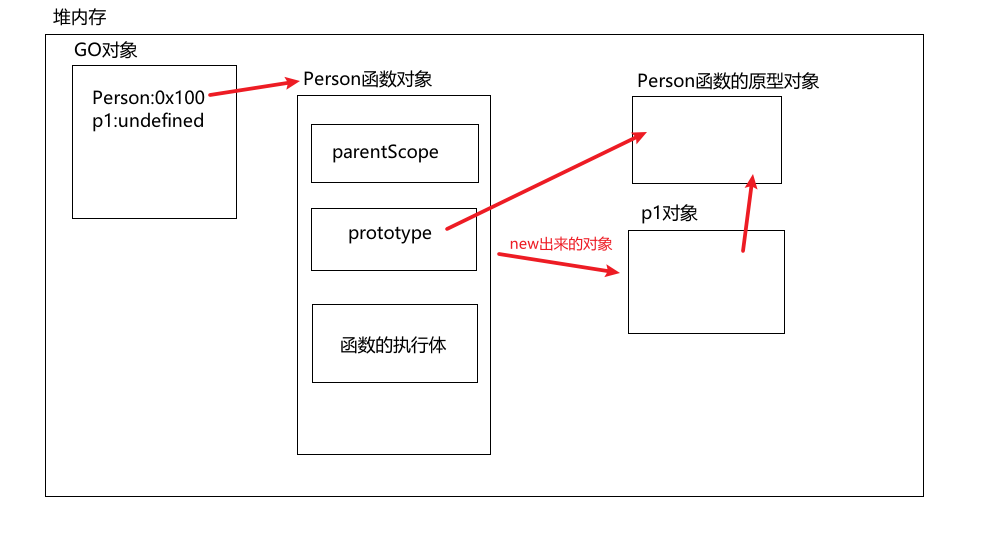 堆内存
GO对象
Person:0x100
p1:undefined
Person函数对象
parentScope
prototype
函数的执行体
Person函数的原型对象
p1对象
new出来的对象